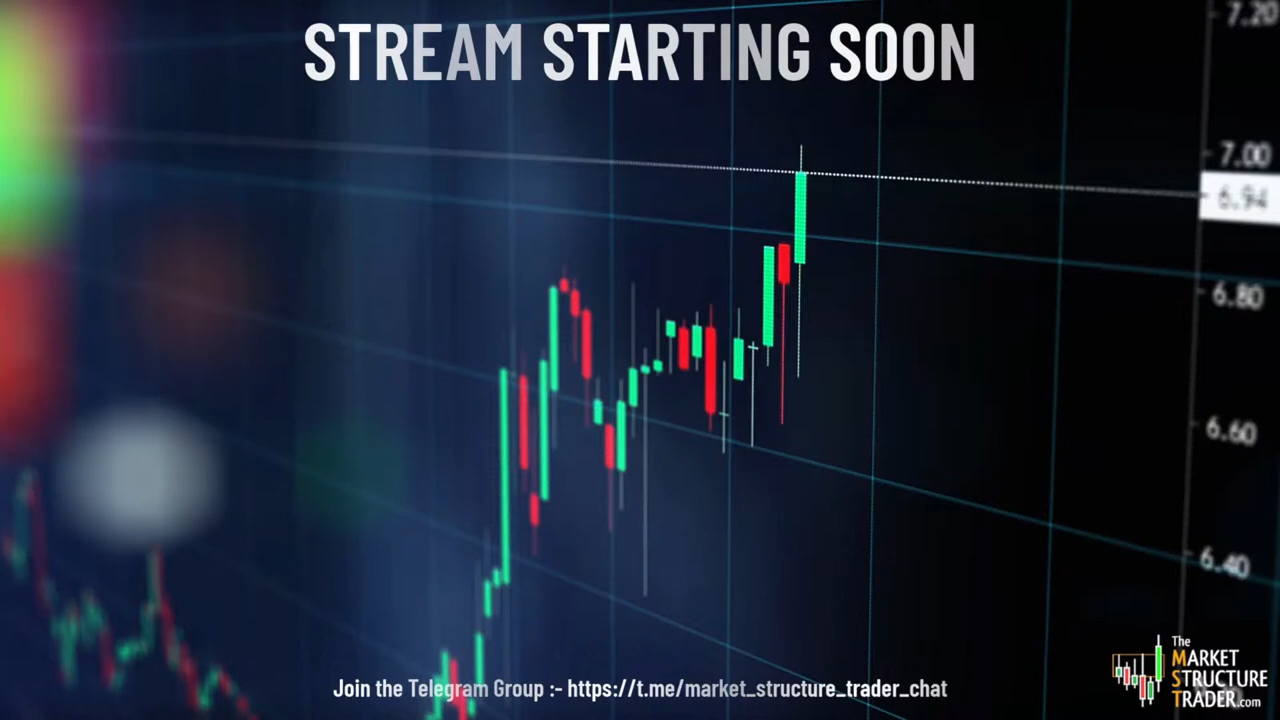 STREAM STARTING SOON
7.20
7.00
6.94
6.80
6.60
6.40
Join the Telegram Group :- https://t.me/market_structure_trader_chat
The
MARKET
STRUCTURE
TRADER.com